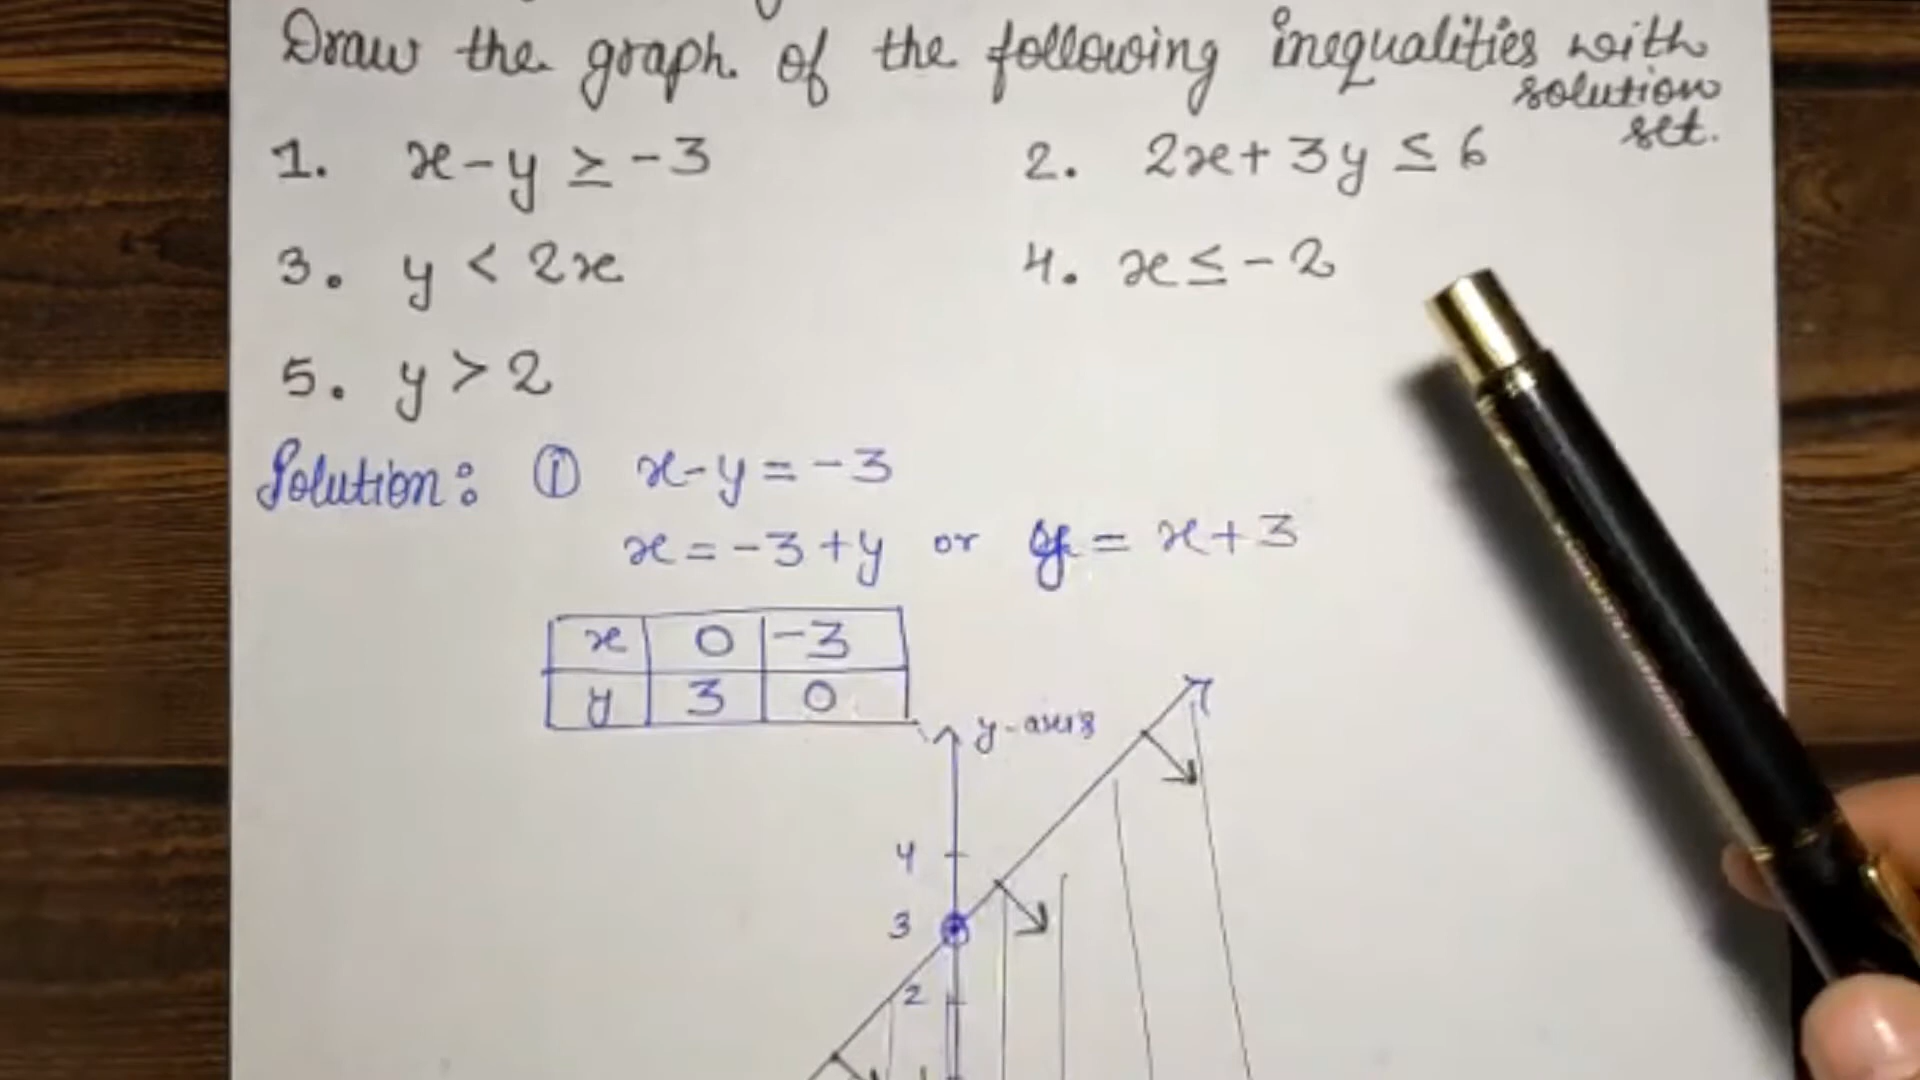 Draw the graph of the following inequalities with
solution
set.
1. x-y ≥ -3
2. 2x+3y ≤ 6
3. y < 2x
4. x ≤ -2
5. y > 2
Solution: ① x-y = -3
x = -3+y or y = x+3
x 0 -3
y 3 0
y-axis
4
3
2